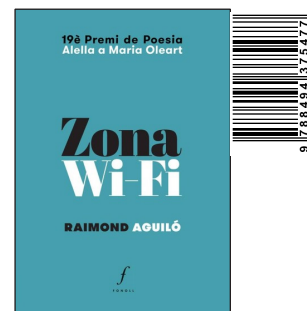 19è Premi de Poesia
Alella a Maria Oleart
Zona
Wi-Fi
RAIMOND AGUILÓ
f
FONOLL
9 788494 375477